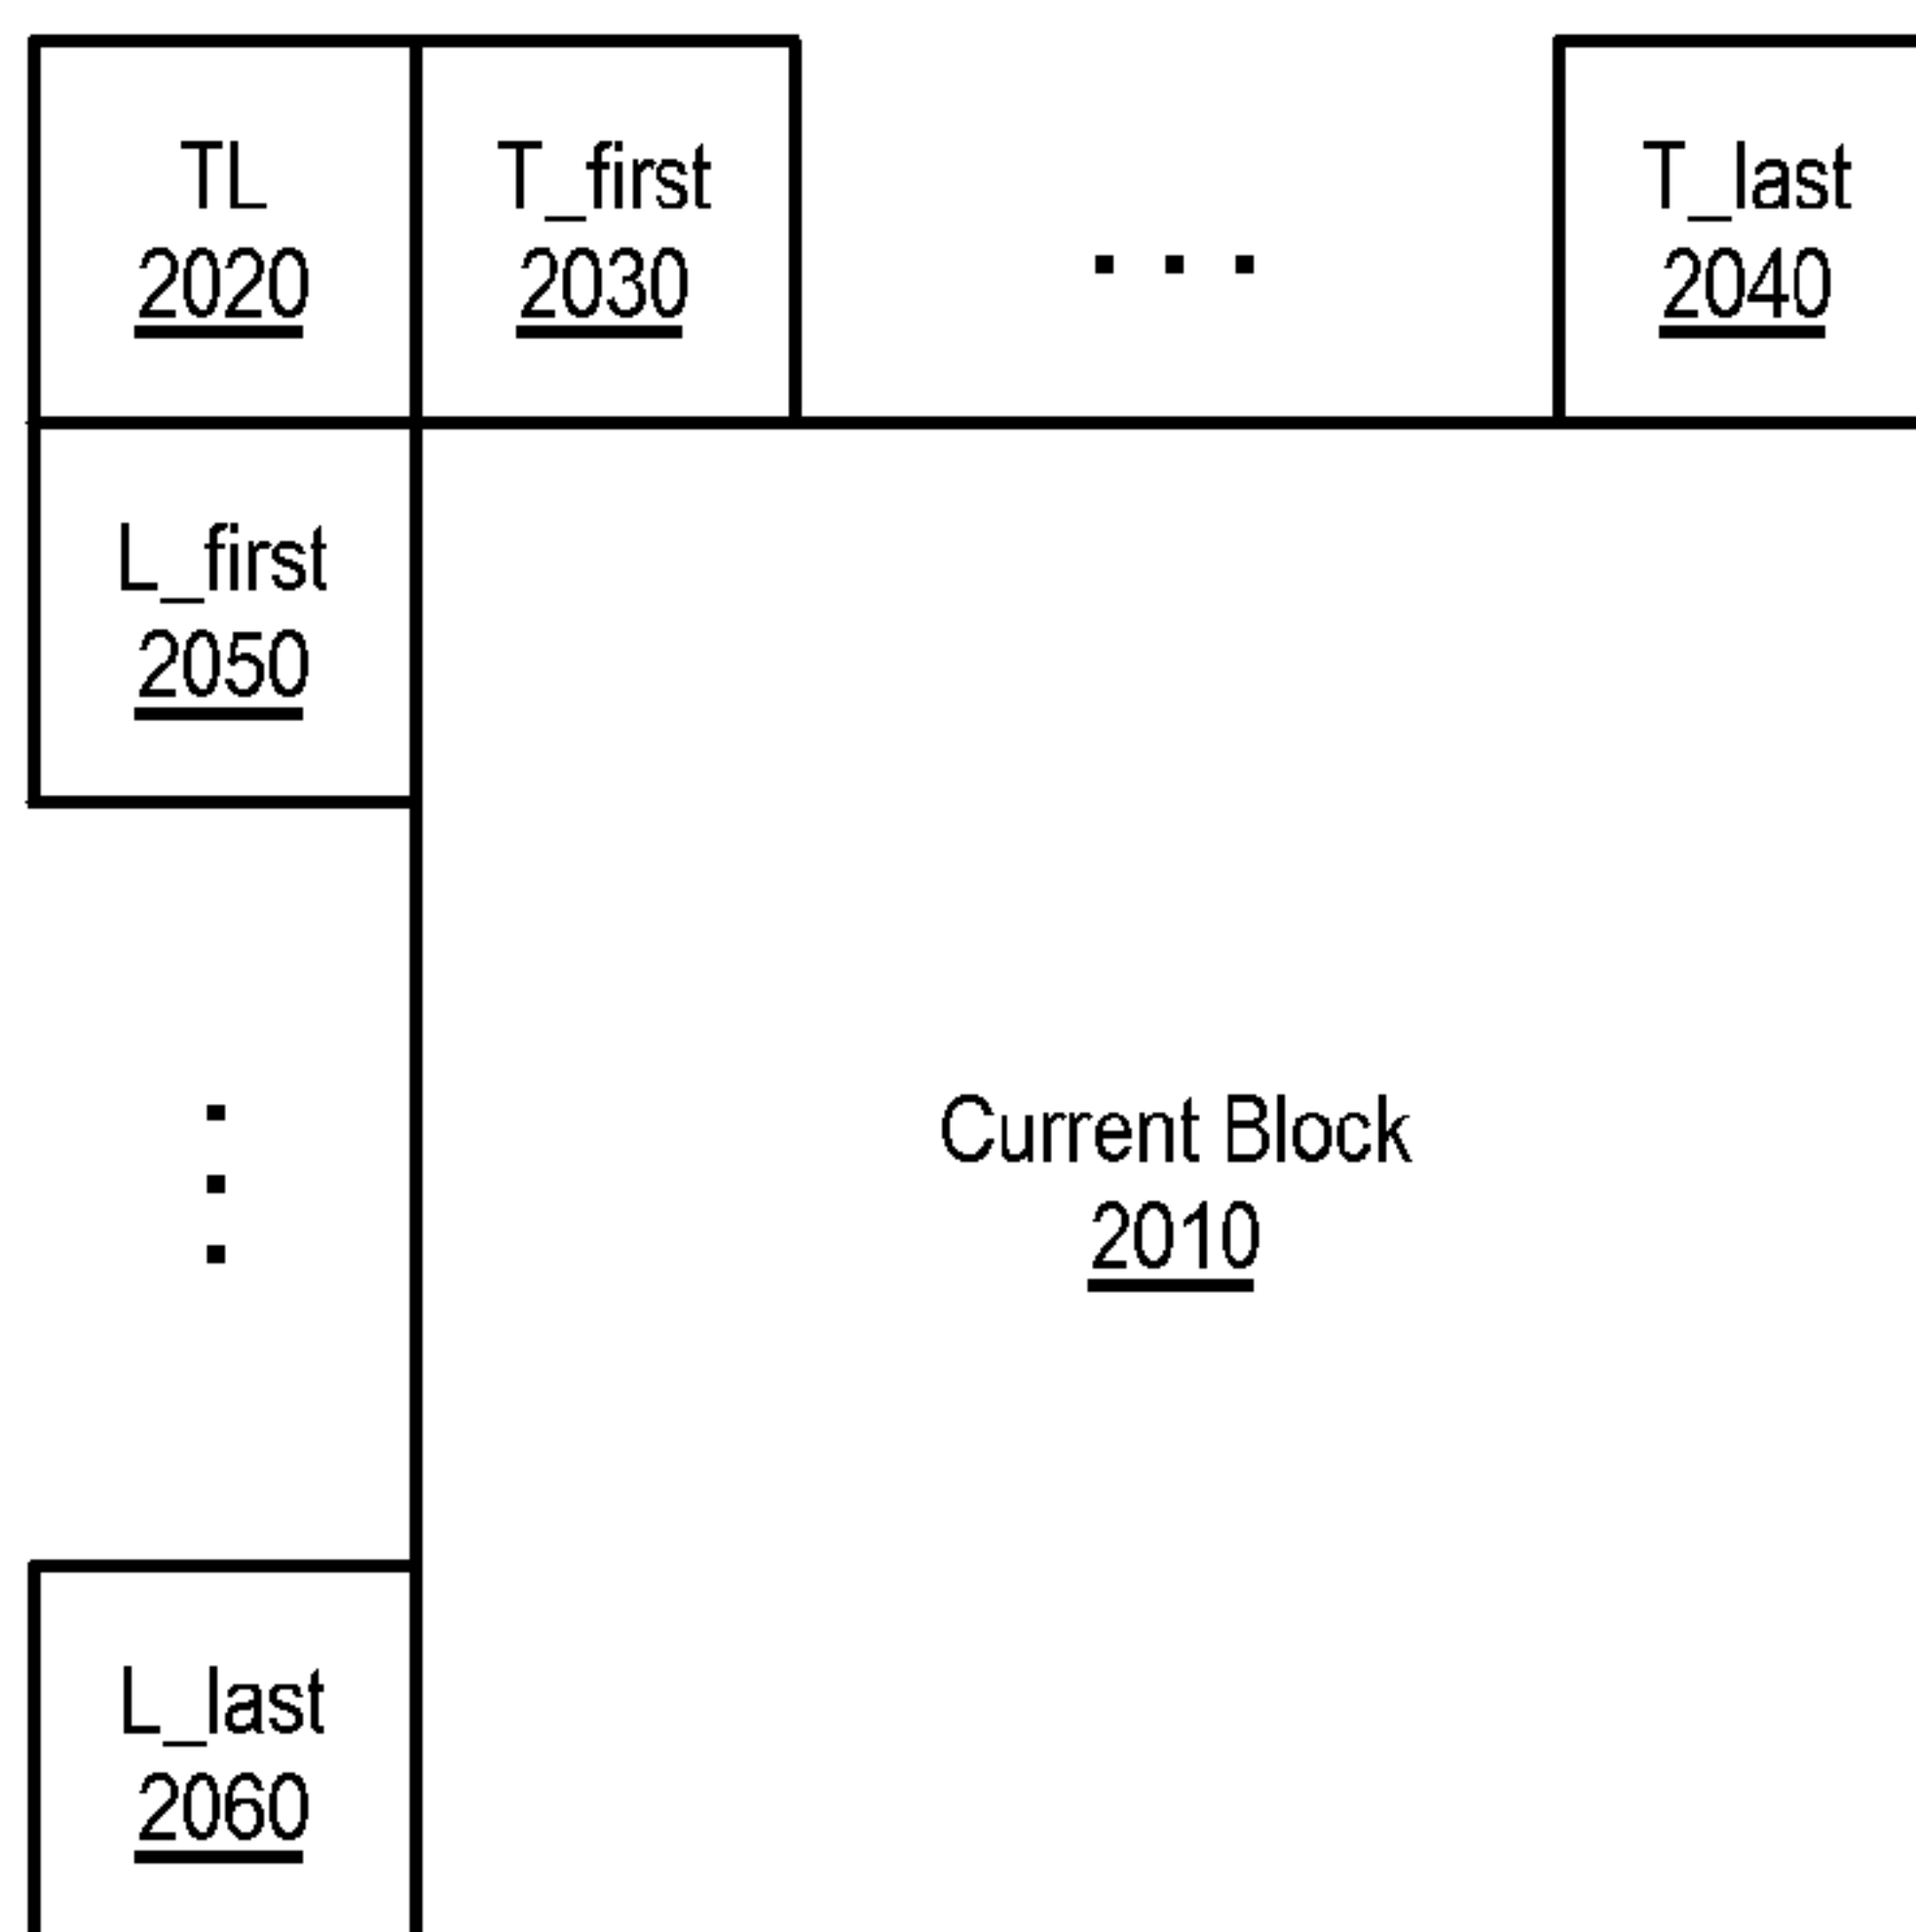 TL
2020
T_first
2030
. . .
T_last
2040
L_first
2050
.
.
.
Current Block
2010
L_last
2060